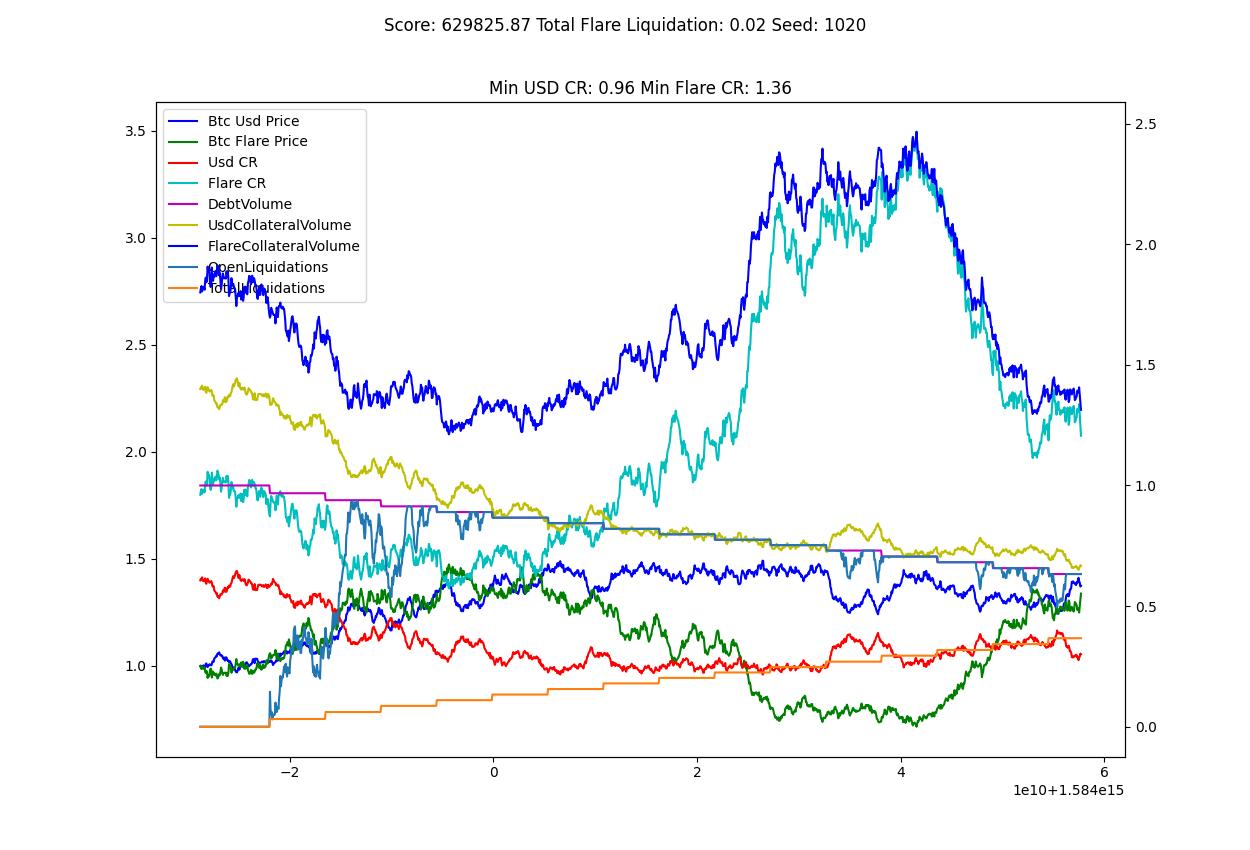 Score: 629825.87 Total Flare Liquidation: 0.02 Seed: 1020
Min USD CR: 0.96 Min Flare CR: 1.36
Btc Usd Price
Btc Flare Price
Usd CR
Flare CR
DebtVolume
UsdCollateralVolume
FlareCollateralVolume
OpenLiquidations
TotalLiquidations
3.5
3.0
2.5
2.0
1.5
1.0
2.5
2.0
1.5
1.0
0.5
0.0
−2
0
2
4
6
1e10+1.584e15